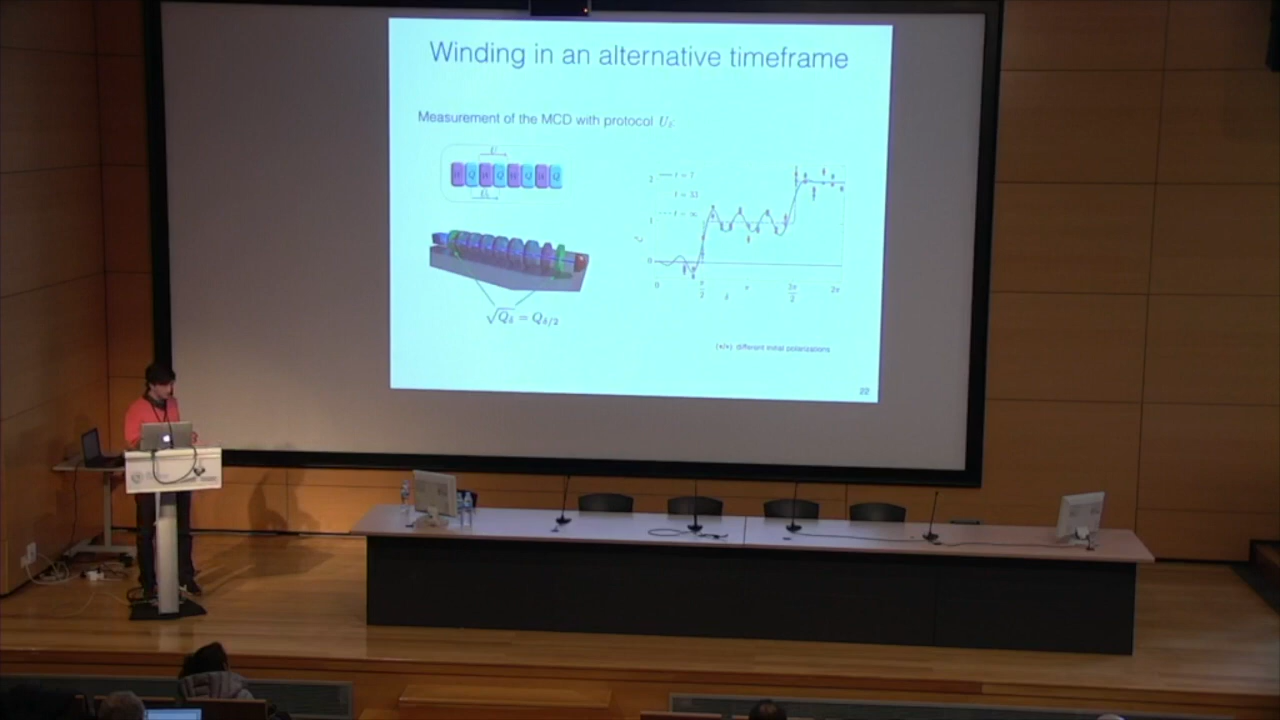 Winding in an alternative timeframe
Measurement of the MCD with protocol
Q Q Q Q
√Q_δ = Q_δ/2
2 t = 7
t = ∞
1
0
0 π/2 δ π 3π/2 2π
different initial polarizations
22